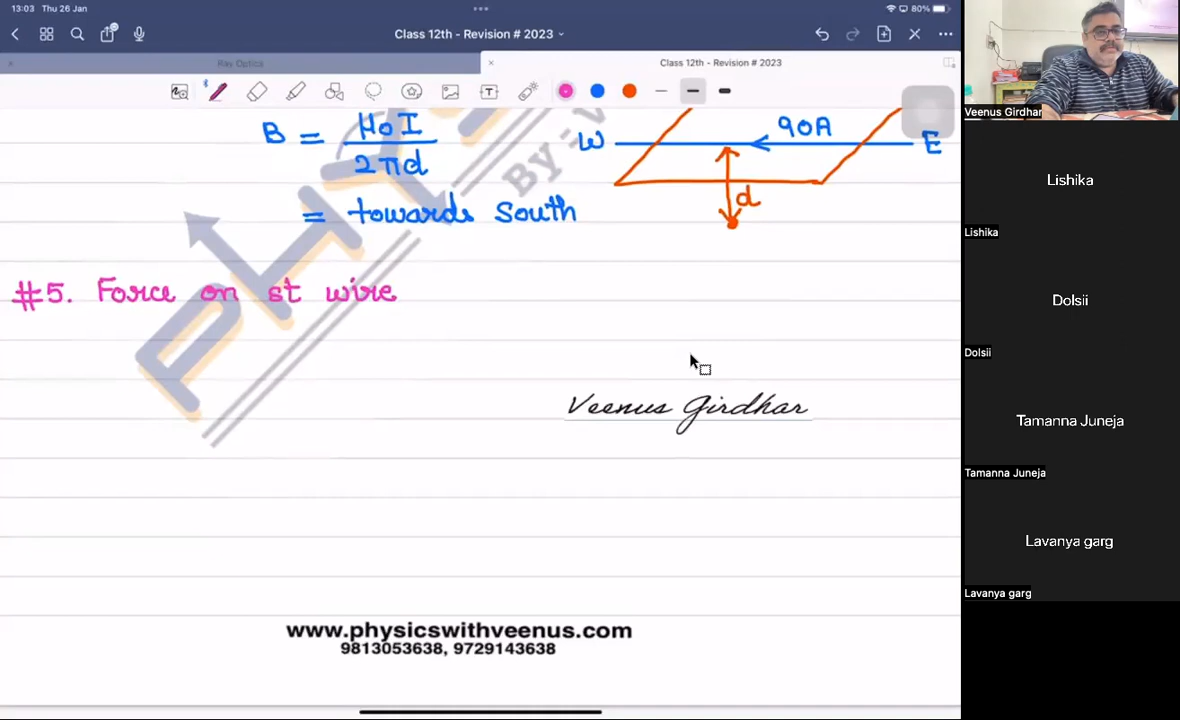 13:03 Thu 26 Jan
80%
Class 12th - Revision # 2023
Ray Optics
Class 12th - Revision # 2023
B = μ₀I / 2πd
W
90A
E
By:
d
= towards South
PHY
#5. Force on st wire
Veenus Girdhar
www.physicswithveenus.com
9813053638, 9729143638
Veenus Girdhar
Lishika
Lishika
Dolsii
Dolsii
Tamanna Juneja
Tamanna Juneja
Lavanya garg
Lavanya garg